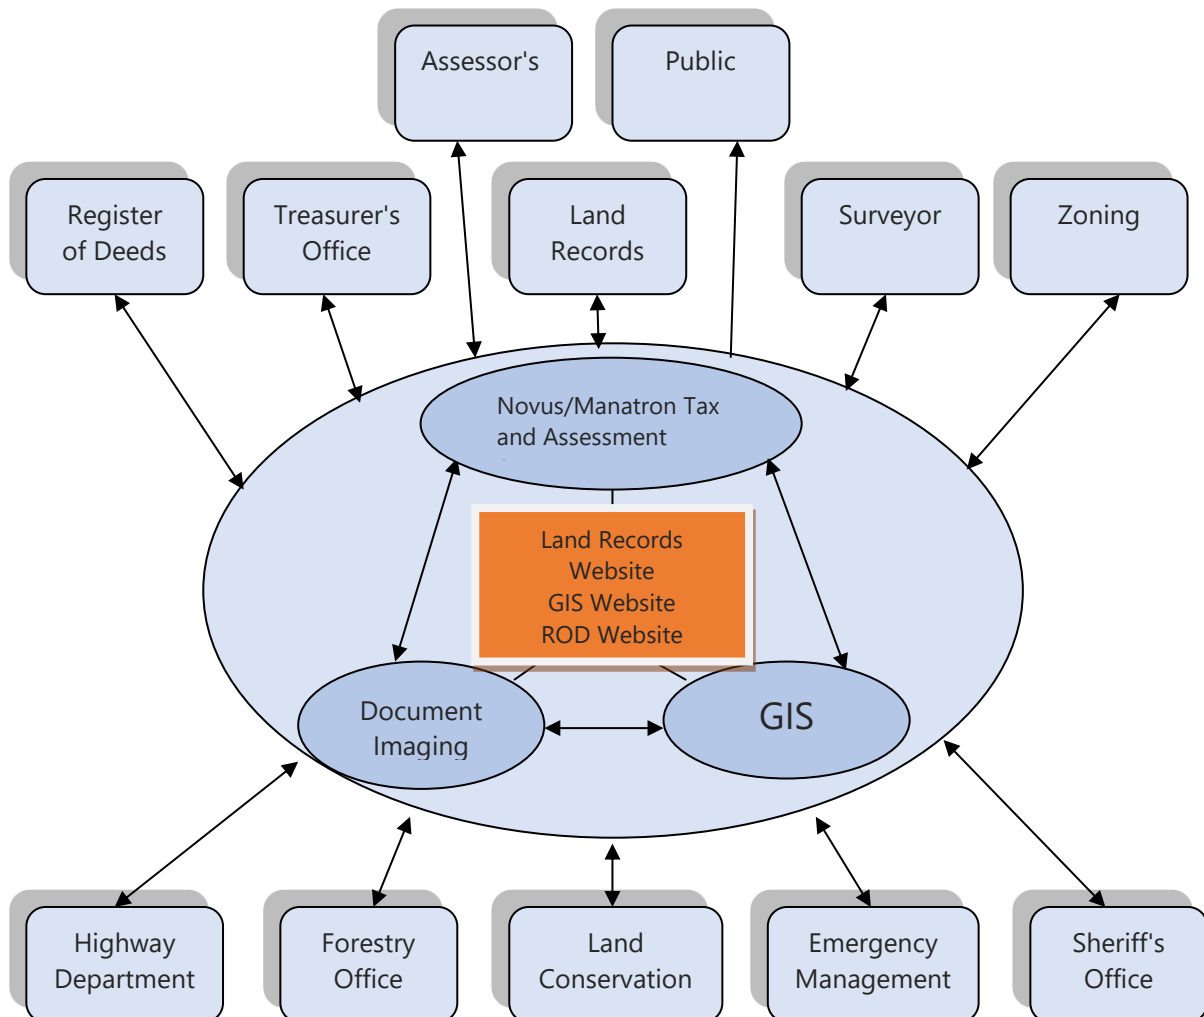 Assessor's
Public
Register
of Deeds
Treasurer's
Office
Land
Records
Surveyor
Zoning
Novus/Manatron Tax
and Assessment
Land Records
Website
GIS Website
ROD Website
Document
Imaging
GIS
Highway
Department
Forestry
Office
Land
Conservation
Emergency
Management
Sheriff's
Office